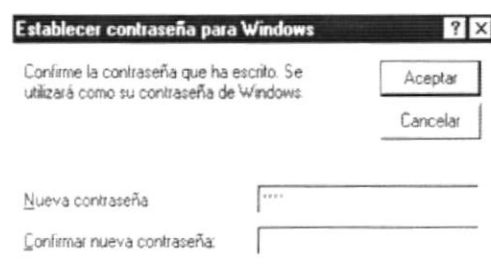 Establecer contraseña para Windows
Confirme la contraseña que ha escrito. Se
utilizará como su contraseña de Windows.
Aceptar
Cancelar
Nueva contraseña
****
Confirmar nueva contraseña: